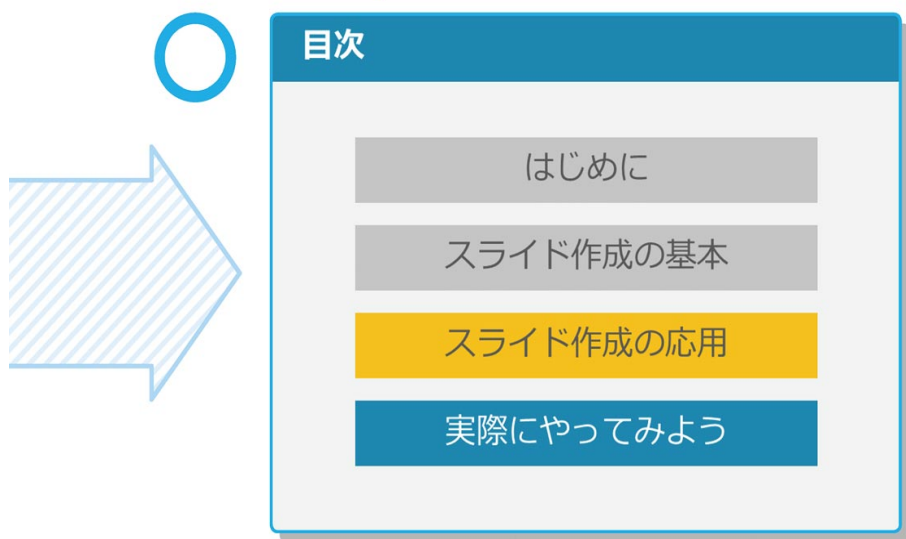 目次
はじめに
スライド作成の基本
スライド作成の応用
実際にやってみよう